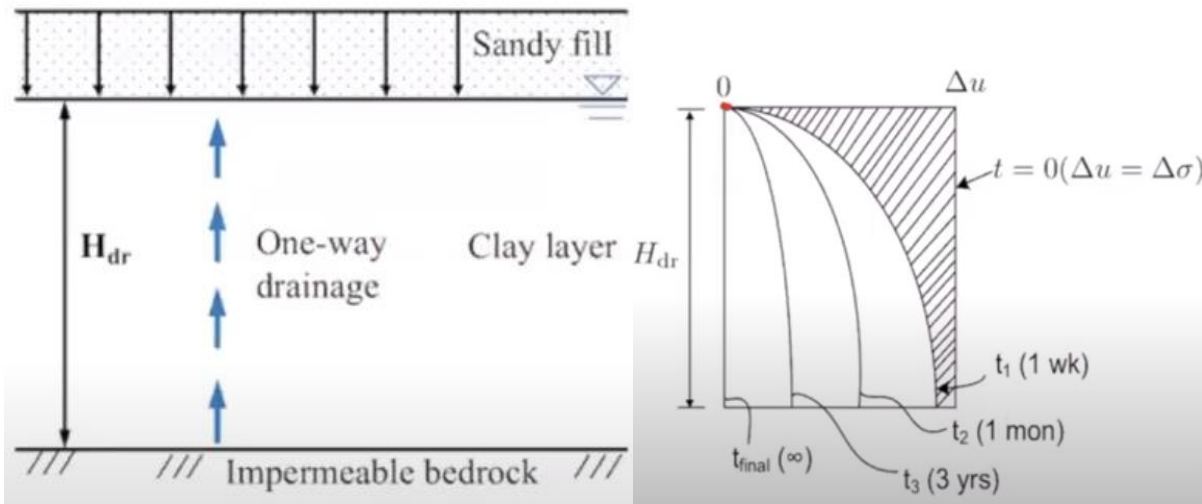 Sandy fill
H_dr
One-way
drainage
Clay layer
Impermeable bedrock
0
Δu
H_dr
t = 0(Δu = Δσ)
t₁ (1 wk)
t₂ (1 mon)
t_final (∞)
t₃ (3 yrs)